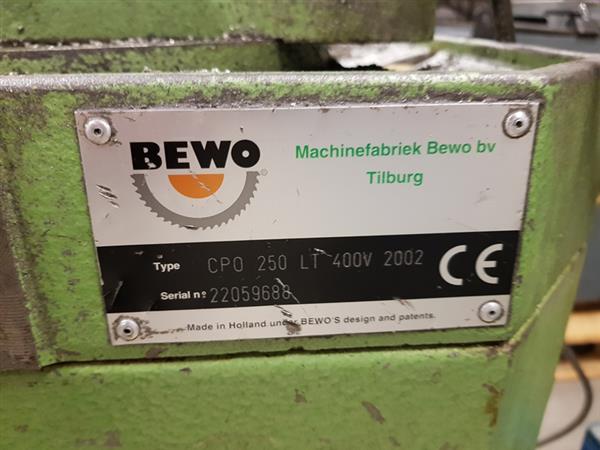 BEWO
®
Machinefabriek Bewo bv
Tilburg
Type CPO 250 LT 400V 2002
CE
Serial nº 22059688
Made in Holland under BEWO'S design and patents.